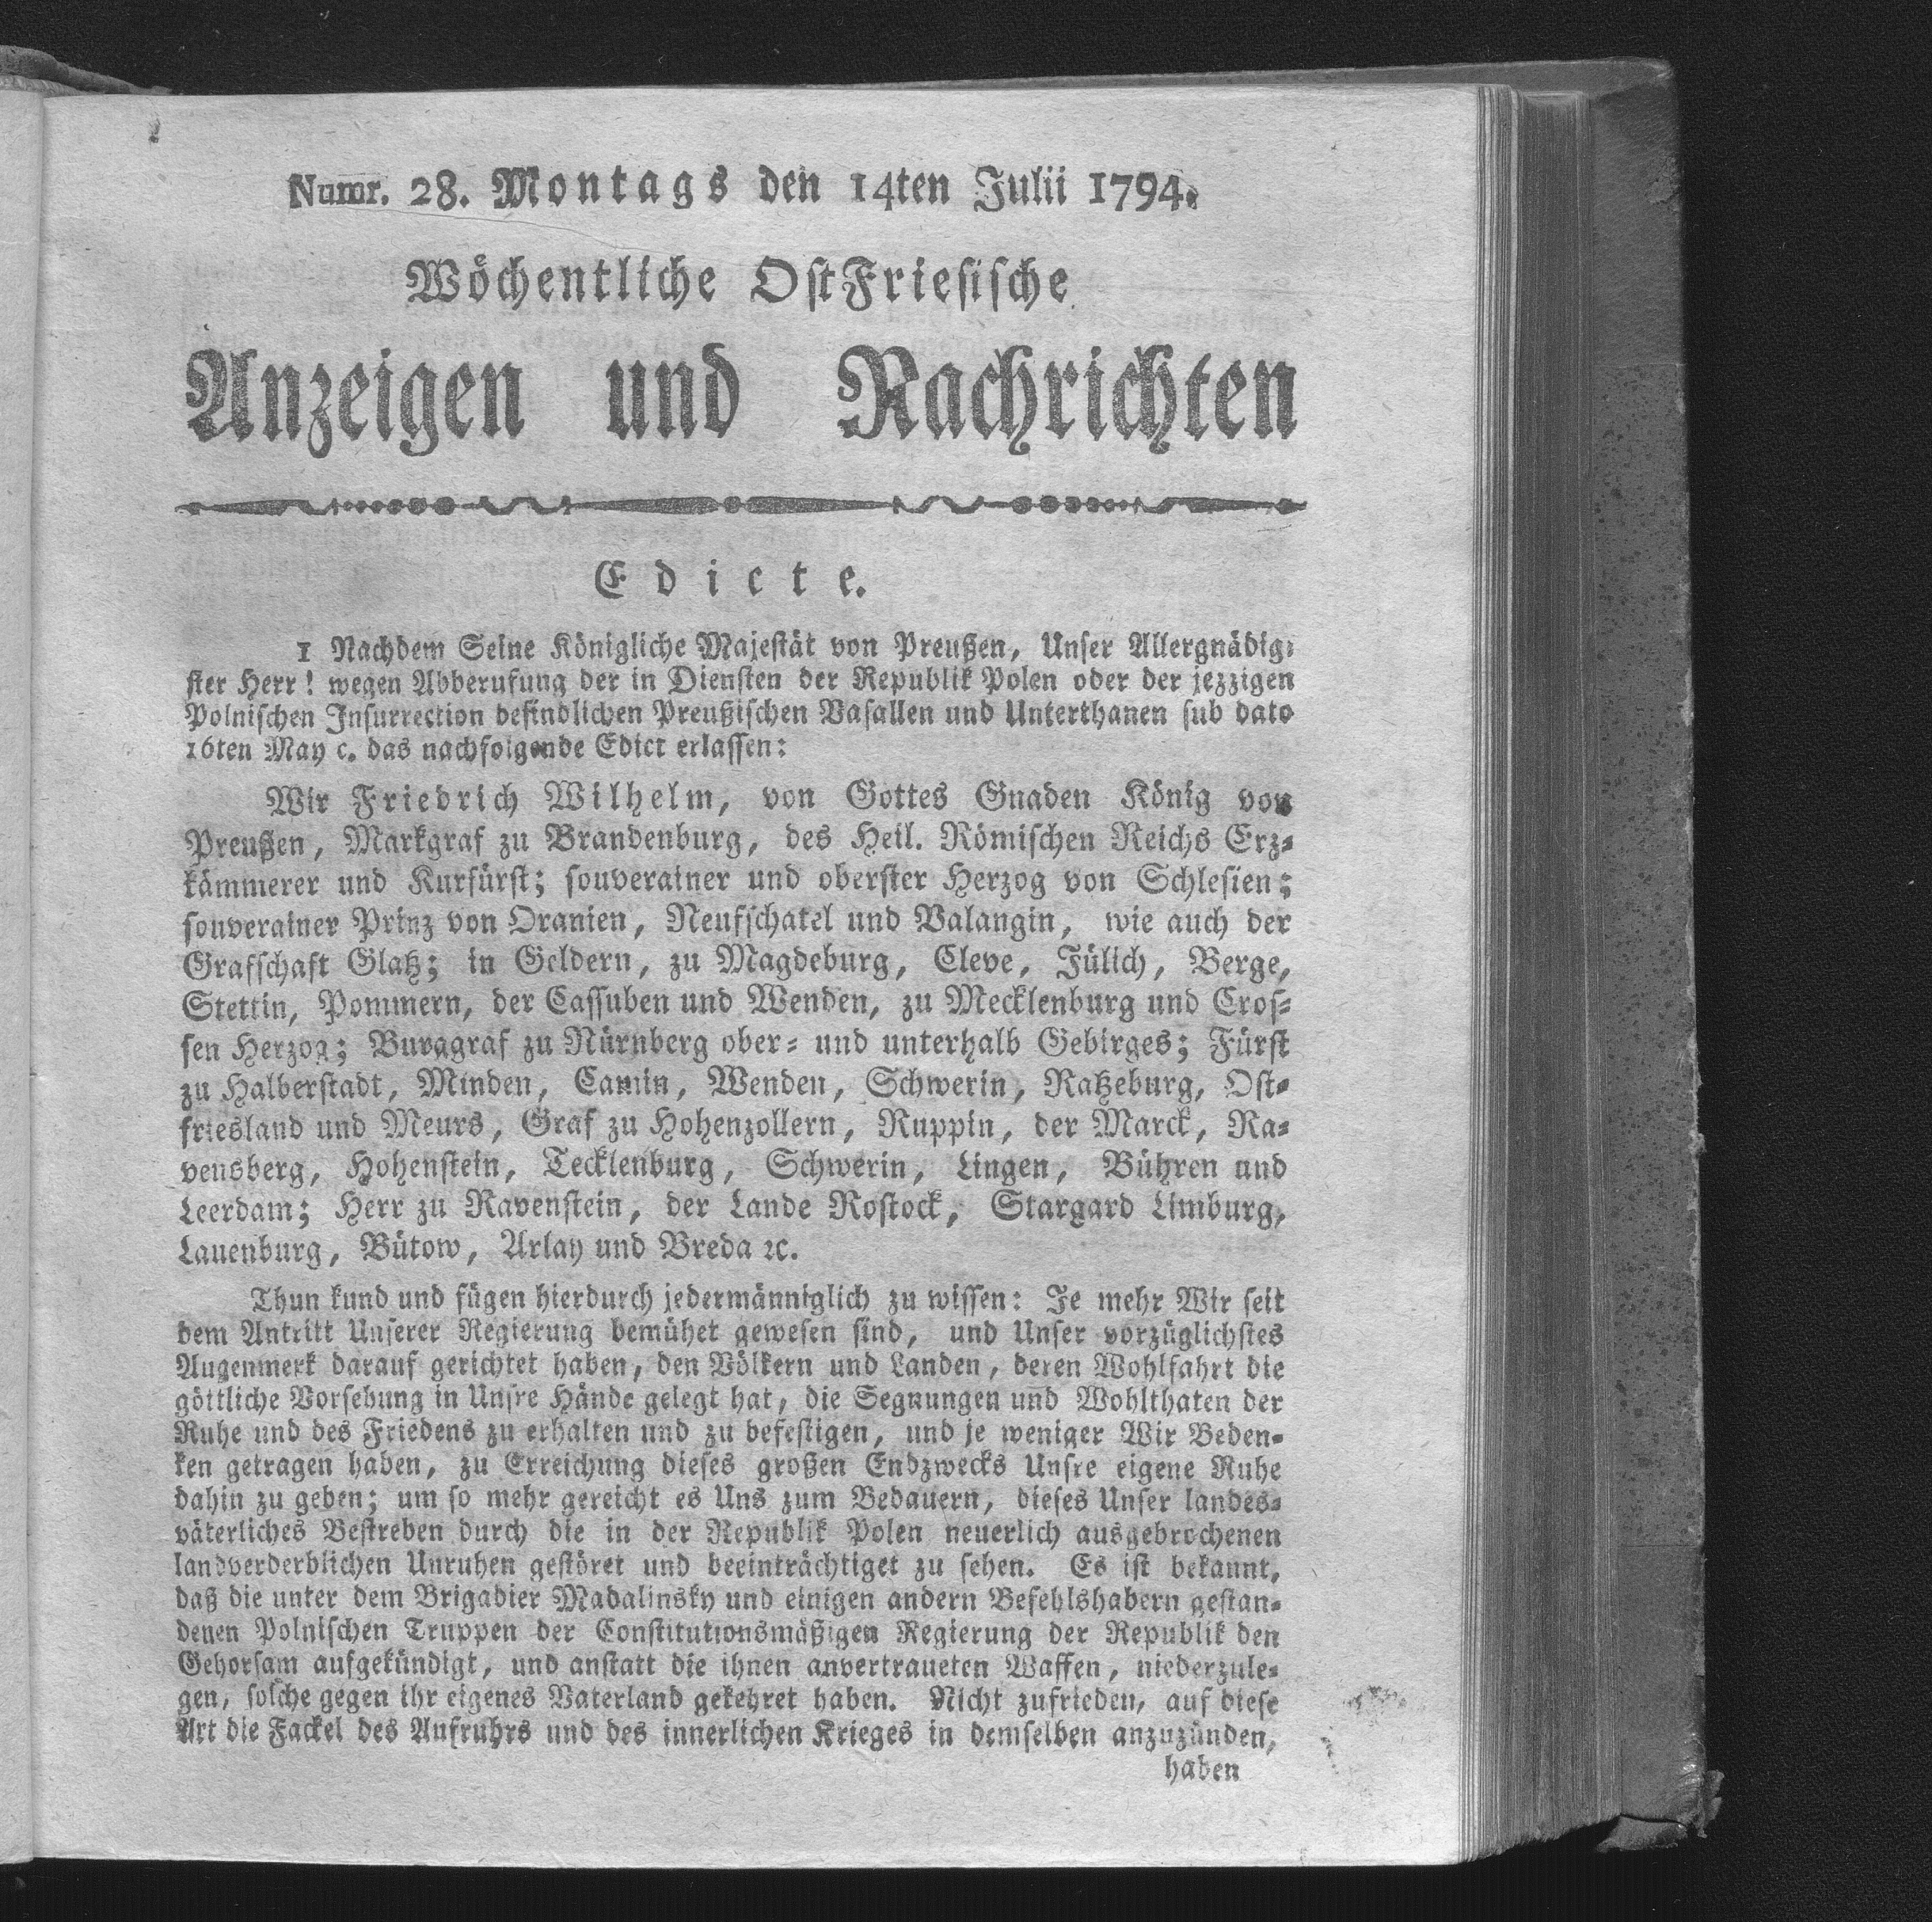 Numr. 28. Montags den 14ten Julii 1794.
Wöchentliche OstFriesische
Anzeigen und Nachrichten
Edicte.
1 Nachdem Seine Königliche Majestät von Preußen, Unser Allergnädig-
ster Herr! wegen Abberufung der in Diensten der Republik Polen oder der jezzigen
Polnischen Insurrection befindlichen Preußischen Vasallen und Unterthanen sub dato
16ten May c. das nachfolgende Edict erlassen:
Wir Friedrich Wilhelm, von Gottes Gnaden König von
Preußen, Markgraf zu Brandenburg, des Heil. Römischen Reichs Erz-
kämmerer und Kurfürst; souverainer und oberster Herzog von Schlesien;
souverainer Prinz von Oranien, Neufschatel und Valangin, wie auch der
Grafschaft Glatz; in Geldern, zu Magdeburg, Cleve, Jülich, Berge,
Stettin, Pommern, der Cassuben und Wenden, zu Mecklenburg und Cros-
sen Herzog; Burggraf zu Nürnberg ober- und unterhalb Gebirges; Fürst
zu Halberstadt, Minden, Camin, Wenden, Schwerin, Ratzeburg, Ost-
friesland und Meurs, Graf zu Hohenzollern, Ruppin, der Marck, Ra-
vensberg, Hohenstein, Tecklenburg, Schwerin, Lingen, Bühren und
Leerdam; Herr zu Ravenstein, der Lande Rostock, Stargard Limburg,
Lauenburg, Bütow, Arlay und Breda ꝛc.
Thun kund und fügen hierdurch jedermänniglich zu wissen: Je mehr Wir seit
dem Antritt Unserer Regierung bemühet gewesen sind, und Unser vorzüglichstes
Augenmerk darauf gerichtet haben, den Völkern und Landen, deren Wohlfahrt die
göttliche Vorsehung in Unsre Hände gelegt hat, die Segnungen und Wohlthaten der
Ruhe und des Friedens zu erhalten und zu befestigen, und je weniger Wir Beden-
ken getragen haben, zu Erreichung dieses großen Endzwecks Unsre eigene Ruhe
dahin zu geben; um so mehr gereicht es Uns zum Bedauern, dieses Unser landes-
väterliches Bestreben durch die in der Republik Polen neuerlich ausgebrochenen
landverderblichen Unruhen gestöret und beeinträchtiget zu sehen. Es ist bekannt,
daß die unter dem Brigadier Madalinsky und einigen andern Befehlshabern gestan-
denen Polnischen Truppen der Constitutionsmäßigen Regierung der Republik den
Gehorsam aufgekündigt, und anstatt die ihnen anvertraueten Waffen, niederzule-
gen, solche gegen ihr eigenes Vaterland gekehret haben. Nicht zufrieden, auf diese
Art die Fackel des Aufruhrs und des innerlichen Krieges in demselben anzuzünden,
haben